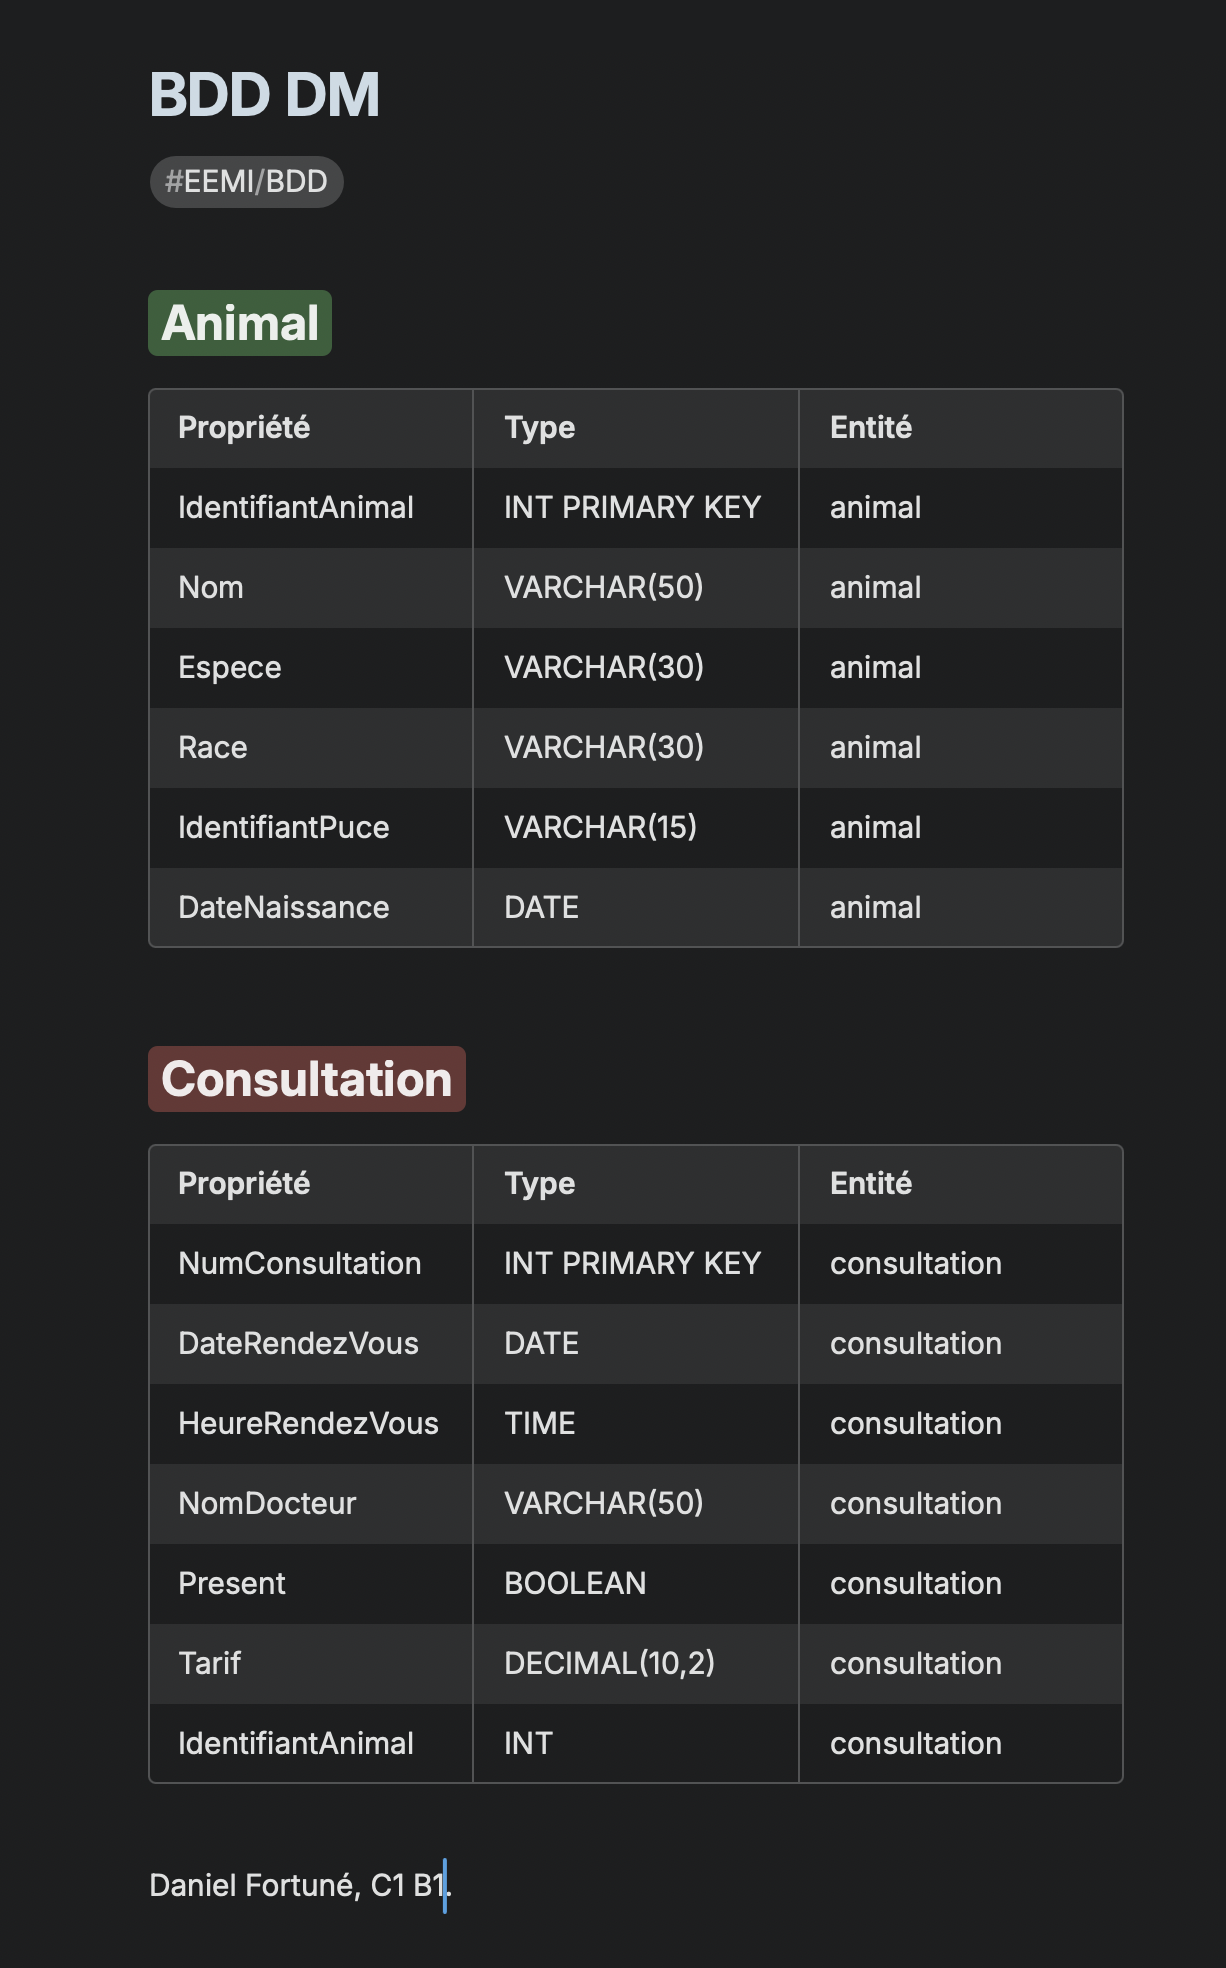 BDD DM
#EEMI/BDD
Animal
Propriété Type Entité
IdentifiantAnimal INT PRIMARY KEY animal
Nom VARCHAR(50) animal
Espece VARCHAR(30) animal
Race VARCHAR(30) animal
IdentifiantPuce VARCHAR(15) animal
DateNaissance DATE animal
Consultation
Propriété Type Entité
NumConsultation INT PRIMARY KEY consultation
DateRendezVous DATE consultation
HeureRendezVous TIME consultation
NomDocteur VARCHAR(50) consultation
Present BOOLEAN consultation
Tarif DECIMAL(10,2) consultation
IdentifiantAnimal INT consultation
Daniel Fortuné, C1 B1.